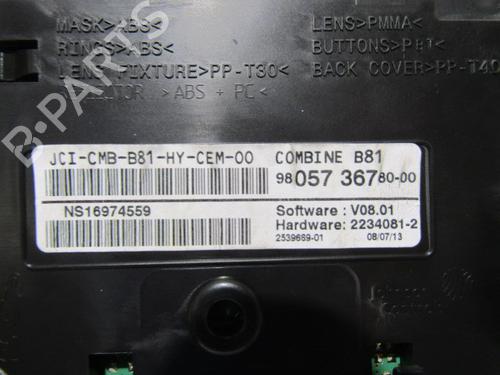 MASK>ABS<
LENS>PMMA<
RINGS>ABS<
LENS FIXTURE>PP-T30<
BACK COVER>PP-T40
>ABS + PC<
JCI-CMB-B81-HY-CEM-00 COMBINE B81
98 057 367 80-00
NS16974559
Software : V08.01
Hardware: 2234081-2
2539669-01 08/07/13